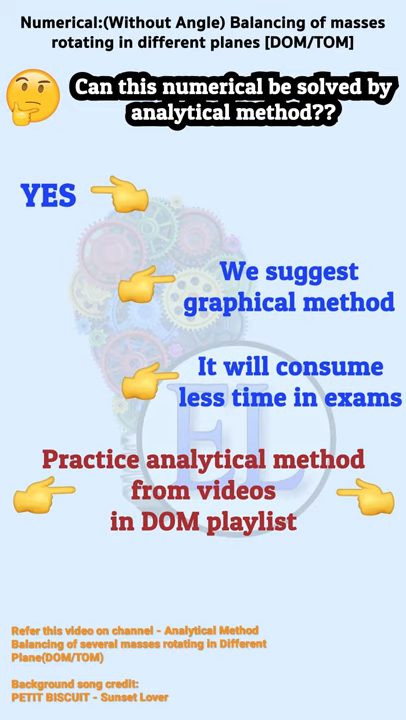 Numerical:(Without Angle) Balancing of masses
rotating in different planes [DOM/TOM]
Can this numerical be solved by
analytical method??
YES
We suggest
graphical method
It will consume
less time in exams
EL
Practice analytical method
from videos
in DOM playlist
Refer this video on channel - Analytical Method
Balancing of several masses rotating in Different
Plane(DOM/TOM)
Background song credit:
PETIT BISCUIT - Sunset Lover